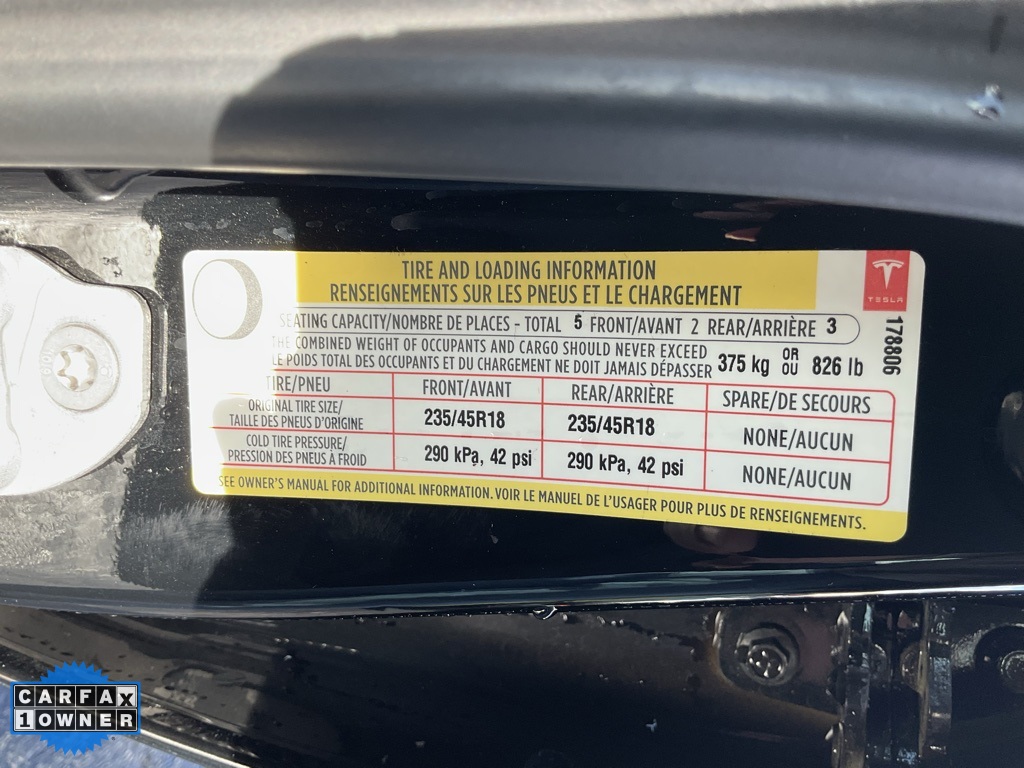 TIRE AND LOADING INFORMATION
RENSEIGNEMENTS SUR LES PNEUS ET LE CHARGEMENT
TESLA
178806
SEATING CAPACITY/NOMBRE DE PLACES - TOTAL 5 FRONT/AVANT 2 REAR/ARRIÈRE 3
THE COMBINED WEIGHT OF OCCUPANTS AND CARGO SHOULD NEVER EXCEED
LE POIDS TOTAL DES OCCUPANTS ET DU CHARGEMENT NE DOIT JAMAIS DÉPASSER
375 kg OR OU 826 lb
TIRE/PNEU FRONT/AVANT REAR/ARRIÈRE SPARE/DE SECOURS
ORIGINAL TIRE SIZE/
TAILLE DES PNEUS D'ORIGINE
235/45R18 235/45R18 NONE/AUCUN
COLD TIRE PRESSURE/
PRESSION DES PNEUS À FROID
290 kPa, 42 psi 290 kPa, 42 psi NONE/AUCUN
SEE OWNER'S MANUAL FOR ADDITIONAL INFORMATION. VOIR LE MANUEL DE L'USAGER POUR PLUS DE RENSEIGNEMENTS.
CARFAX
1 OWNER